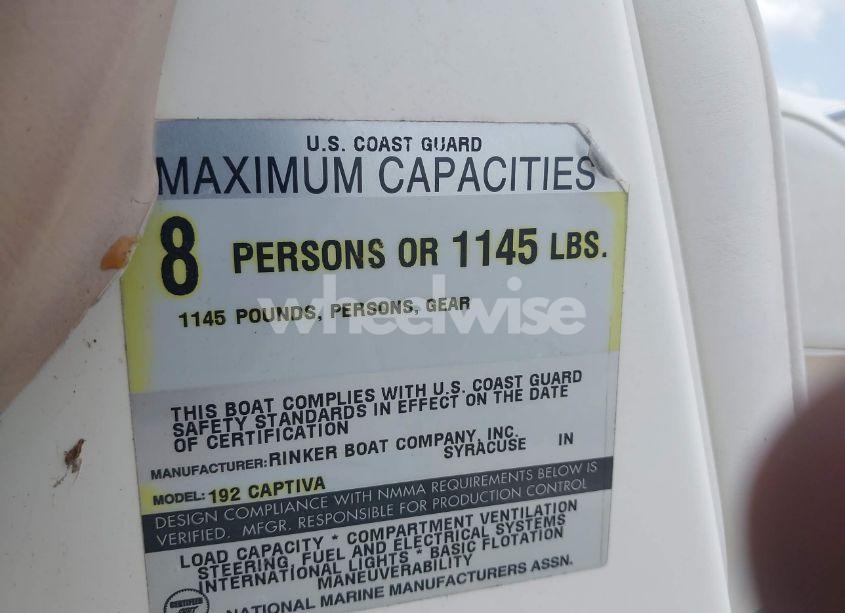 U.S. COAST GUARD
MAXIMUM CAPACITIES
8 PERSONS OR 1145 LBS.
1145 POUNDS, PERSONS, GEAR
wheelwise
THIS BOAT COMPLIES WITH U.S. COAST GUARD
SAFETY STANDARDS IN EFFECT ON THE DATE
OF CERTIFICATION
MANUFACTURER: RINKER BOAT COMPANY, INC.
SYRACUSE IN
MODEL: 192 CAPTIVA
DESIGN COMPLIANCE WITH NMMA REQUIREMENTS BELOW IS
VERIFIED. MFGR. RESPONSIBLE FOR PRODUCTION CONTROL
LOAD CAPACITY * COMPARTMENT VENTILATION
STEERING, FUEL AND ELECTRICAL SYSTEMS
INTERNATIONAL LIGHTS * BASIC FLOTATION
MANEUVERABILITY
NATIONAL MARINE MANUFACTURERS ASSN.
CERTIFIED